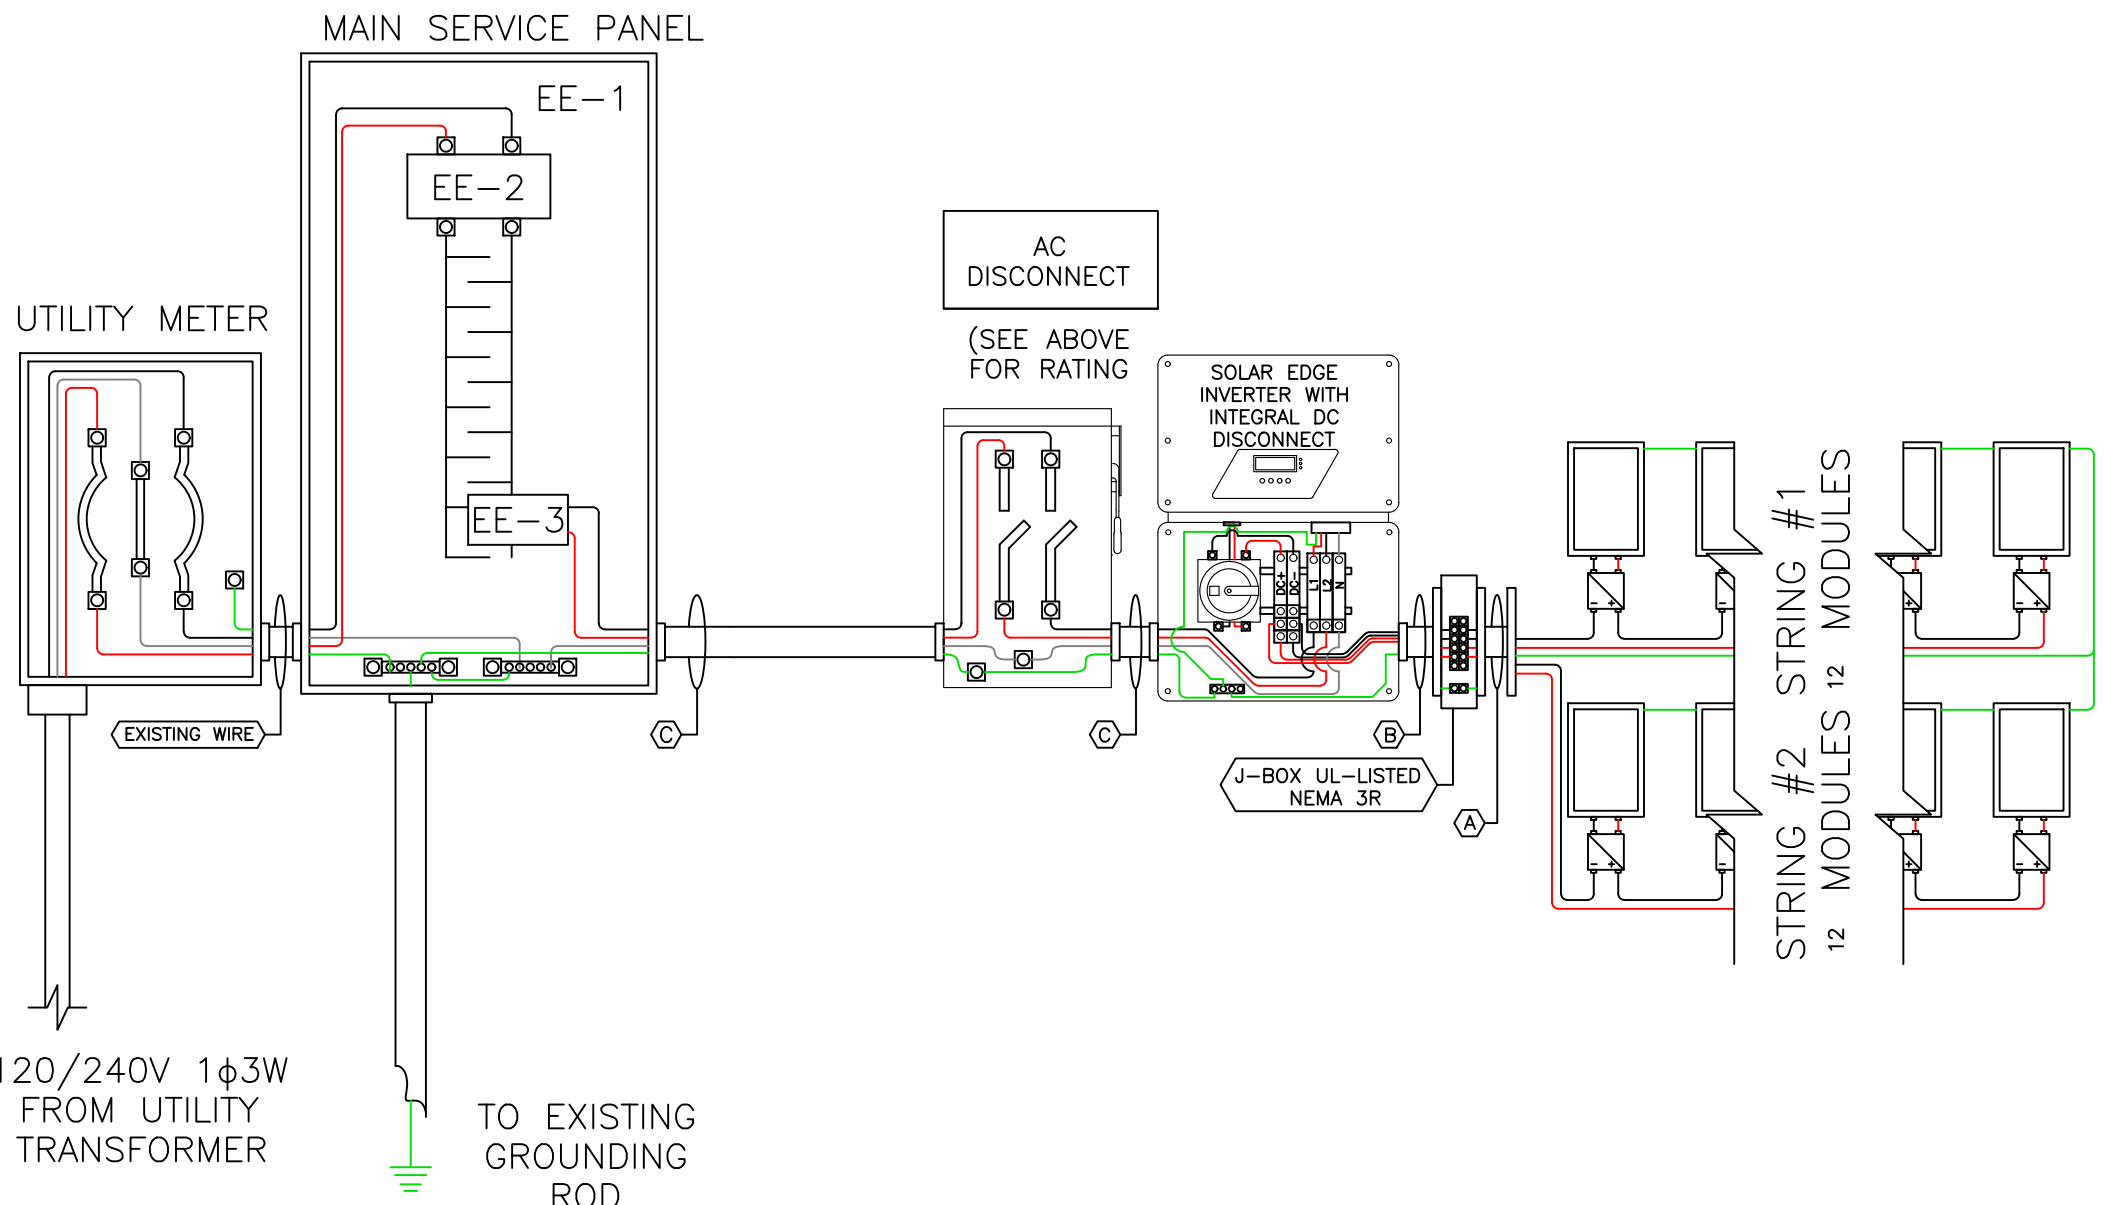 MAIN SERVICE PANEL
EE-1
EE-2
EE-3
UTILITY METER
EXISTING WIRE
120/240V 1ϕ3W
FROM UTILITY
TRANSFORMER
TO EXISTING
GROUNDING
ROD
C
AC
DISCONNECT
(SEE ABOVE
FOR RATING
C
SOLAR EDGE
INVERTER WITH
INTEGRAL DC
DISCONNECT
DC+
DC-
L1
L2
N
B
J-BOX UL-LISTED
NEMA 3R
A
STRING #1
12 MODULES
STRING #2
12 MODULES
- +
-
+
- +
- +
-
+
- +